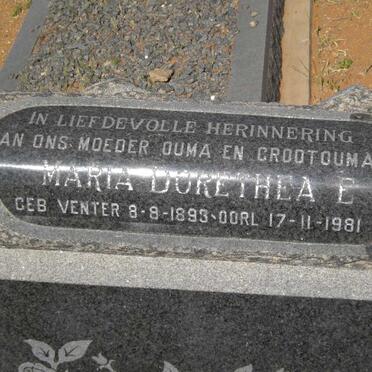 IN LIEFDEVOLLE HERINNERING
AN ONS MOEDER OUMA EN GROOTOUMA
MARIA DORETHEA E
GEB VENTER 8-8-1893-OORL 17-11-1981